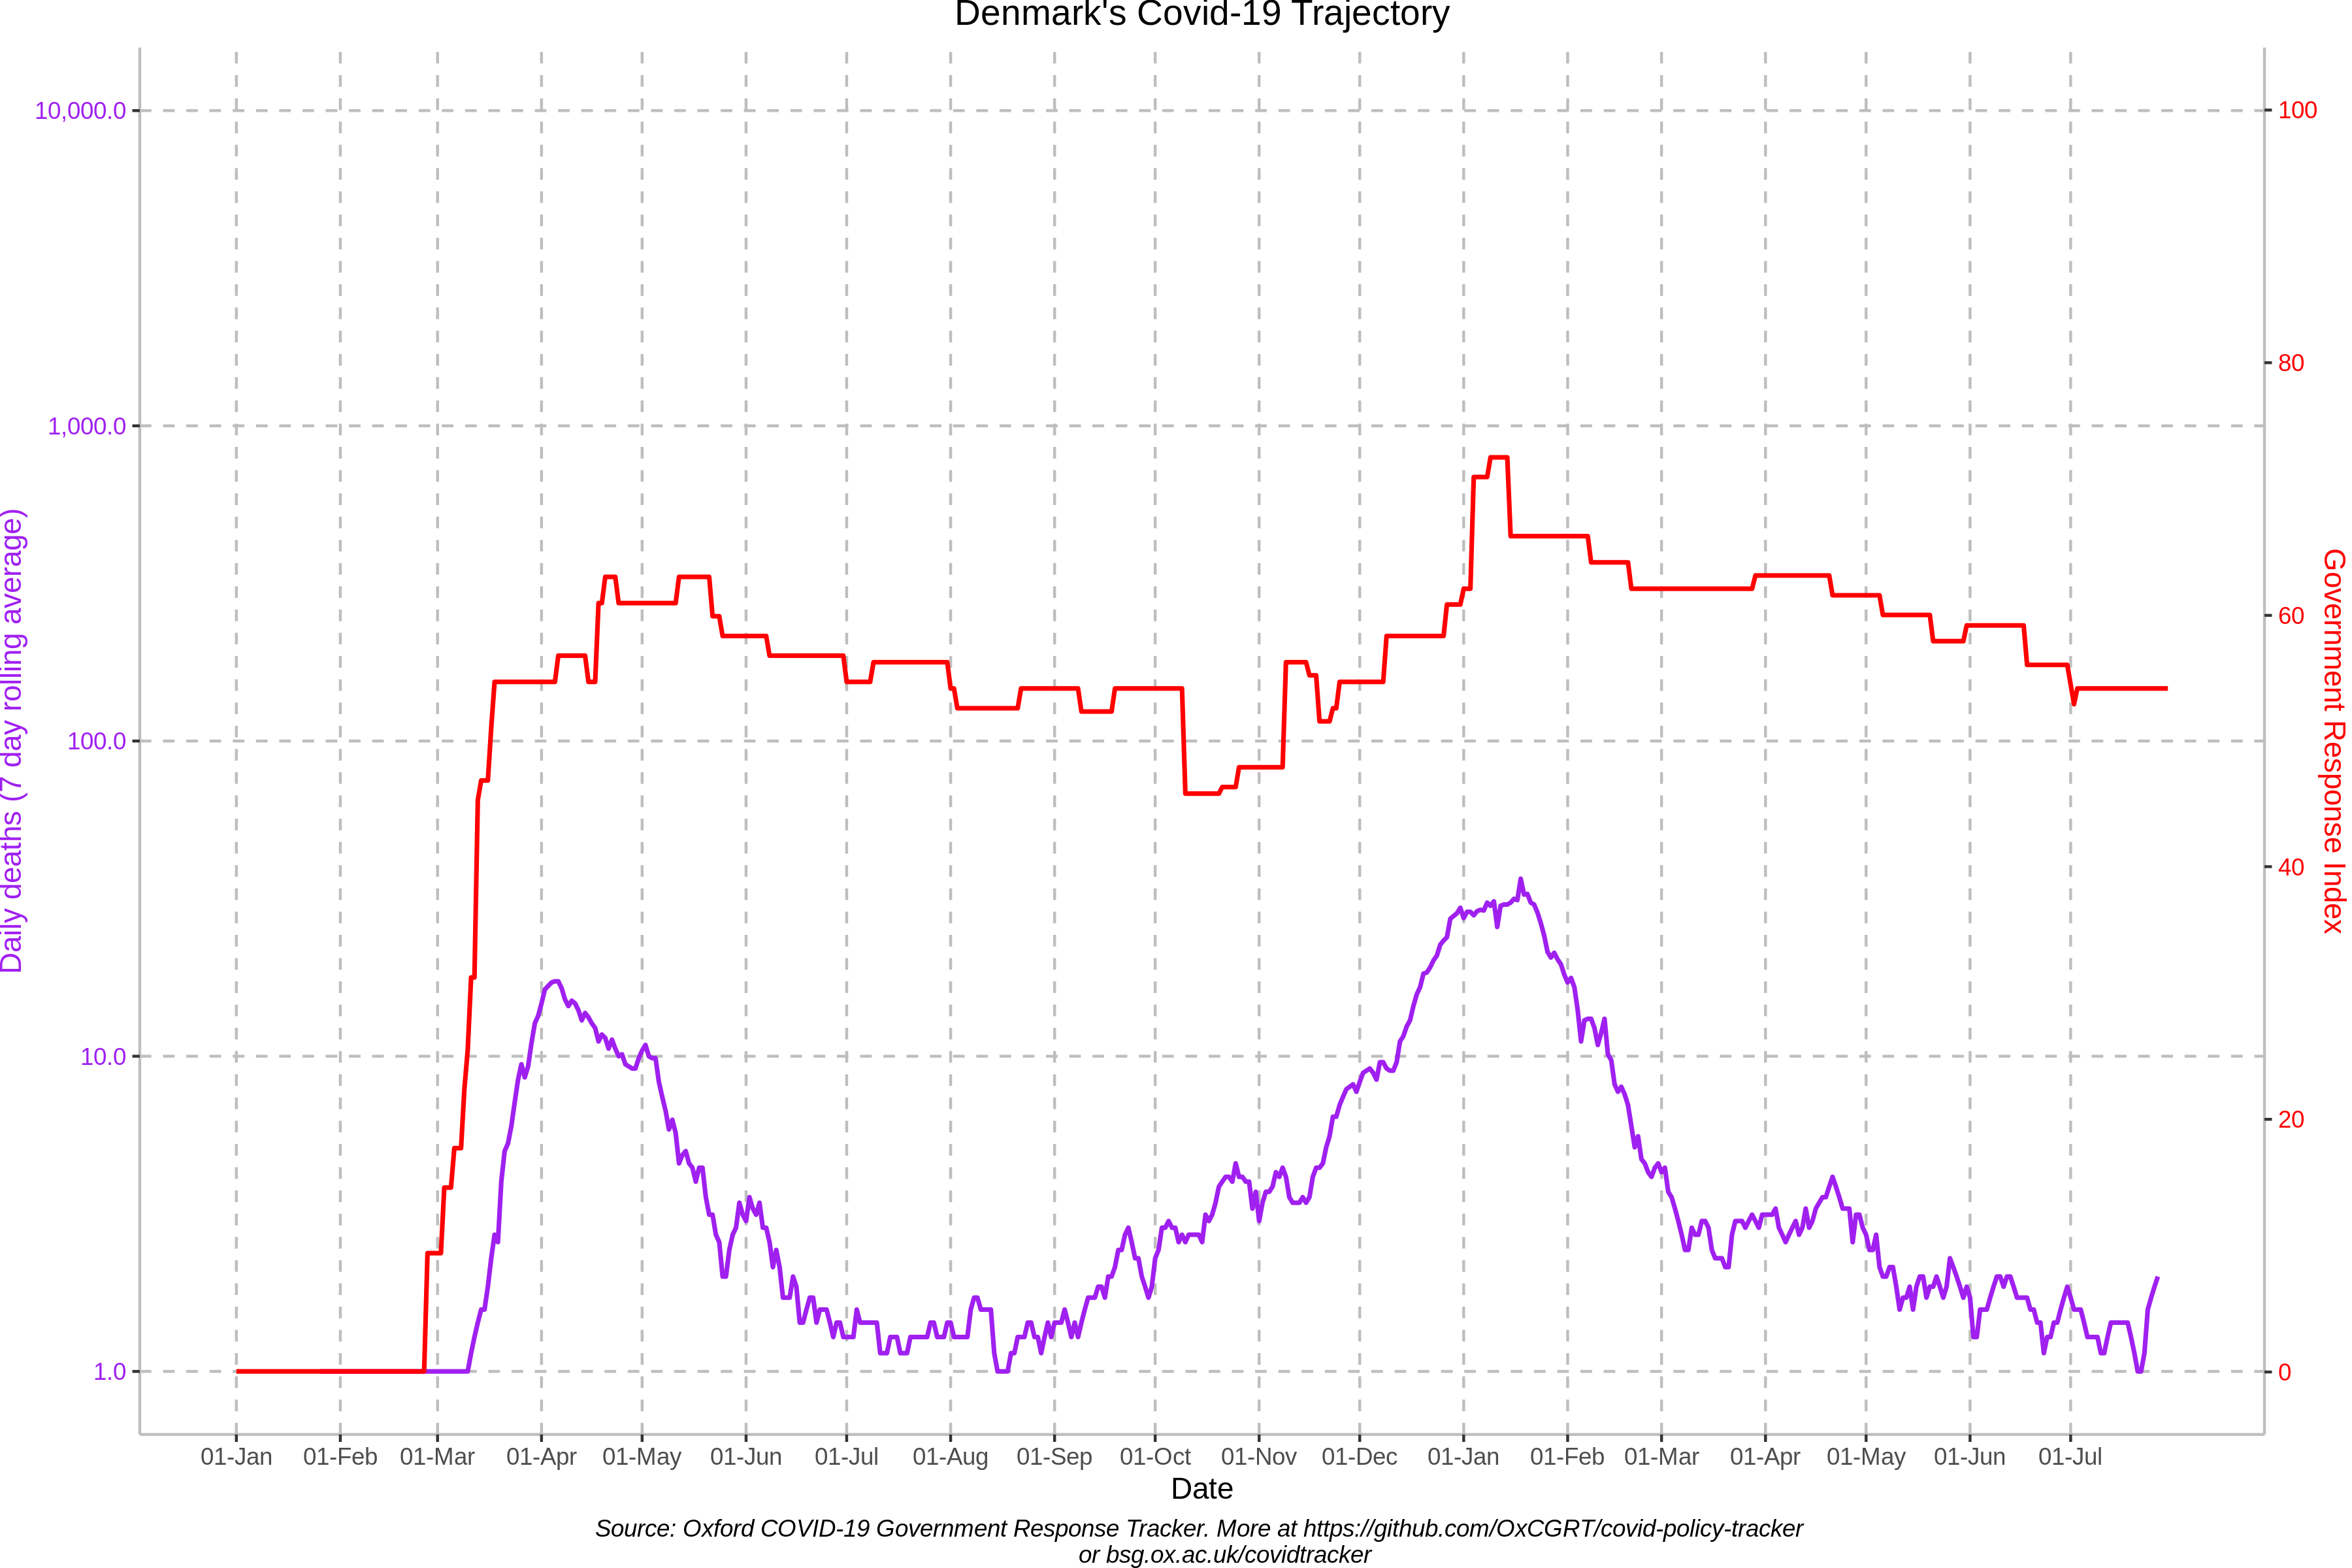 Denmark's Covid-19 Trajectory
10,000.0
1,000.0
100.0
10.0
1.0
Daily deaths (7 day rolling average)
100
80
60
40
20
0
Government Response Index
01-Jan 01-Feb 01-Mar 01-Apr 01-May 01-Jun 01-Jul 01-Aug 01-Sep 01-Oct 01-Nov 01-Dec 01-Jan 01-Feb 01-Mar 01-Apr 01-May 01-Jun 01-Jul
Date
Source: Oxford COVID-19 Government Response Tracker. More at https://github.com/OxCGRT/covid-policy-tracker
or bsg.ox.ac.uk/covidtracker